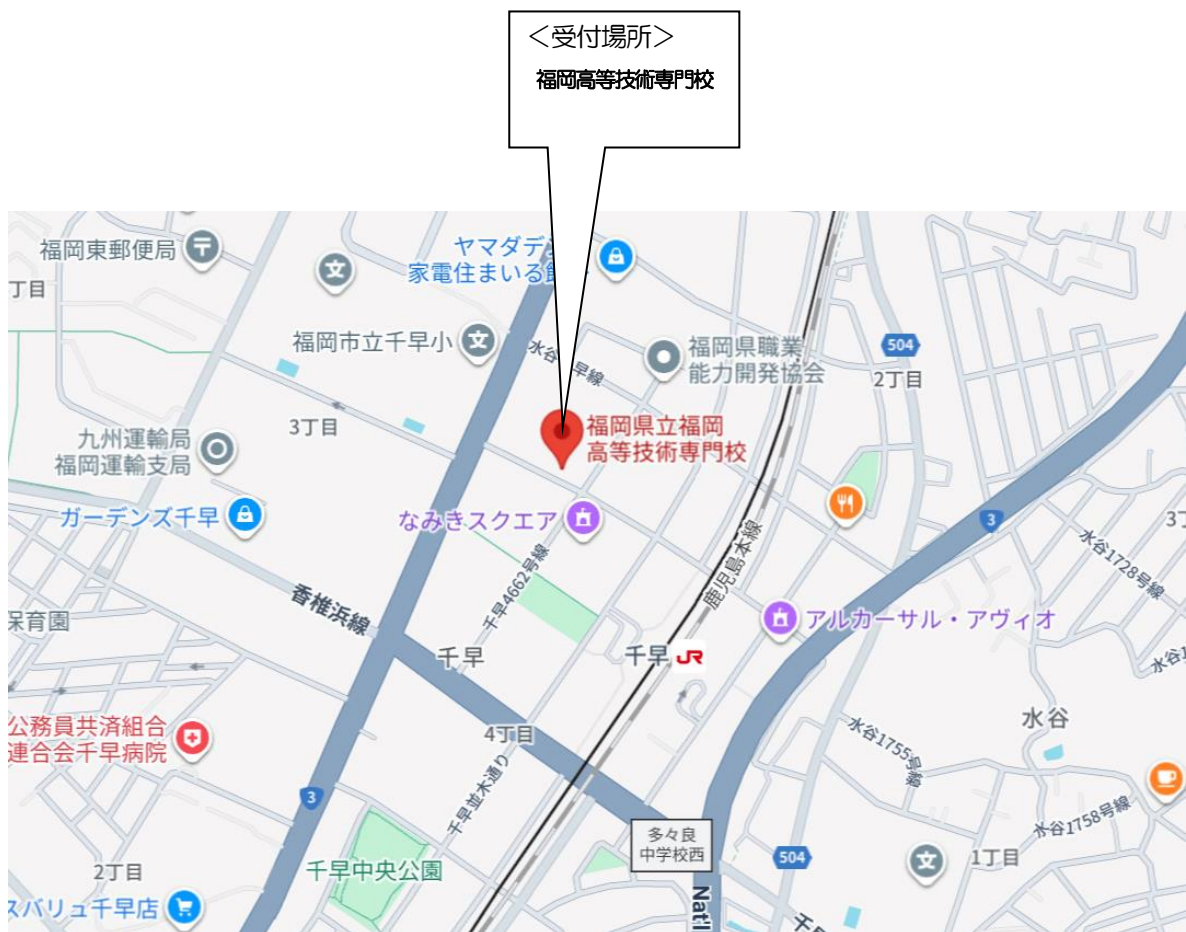 ＜受付場所＞
福岡高等技術専門校
福岡東郵便局
ヤマダデ
家電住まいる館
丁目
福岡市立千早小
水谷
早線
福岡県職業
能力開発協会
504
2丁目
3丁目
福岡県立福岡
高等技術専門校
九州運輸局
福岡運輸支局
ガーデンズ千早
なみきスクエア
3
3丁
水谷1728号線
鹿児島本線
千早4662号線
香椎浜線
保育園
アルカーサル・アヴィオ
千早
千早 JR
水谷1
公務員共済組合
連合会千早病院
4丁目
水谷
水谷1755号線
千早並木通り
3
水谷1758号線
多々良
中学校西
504
1丁目
2丁目
千早中央公園
スバリュ千早店
Nat'l
千早